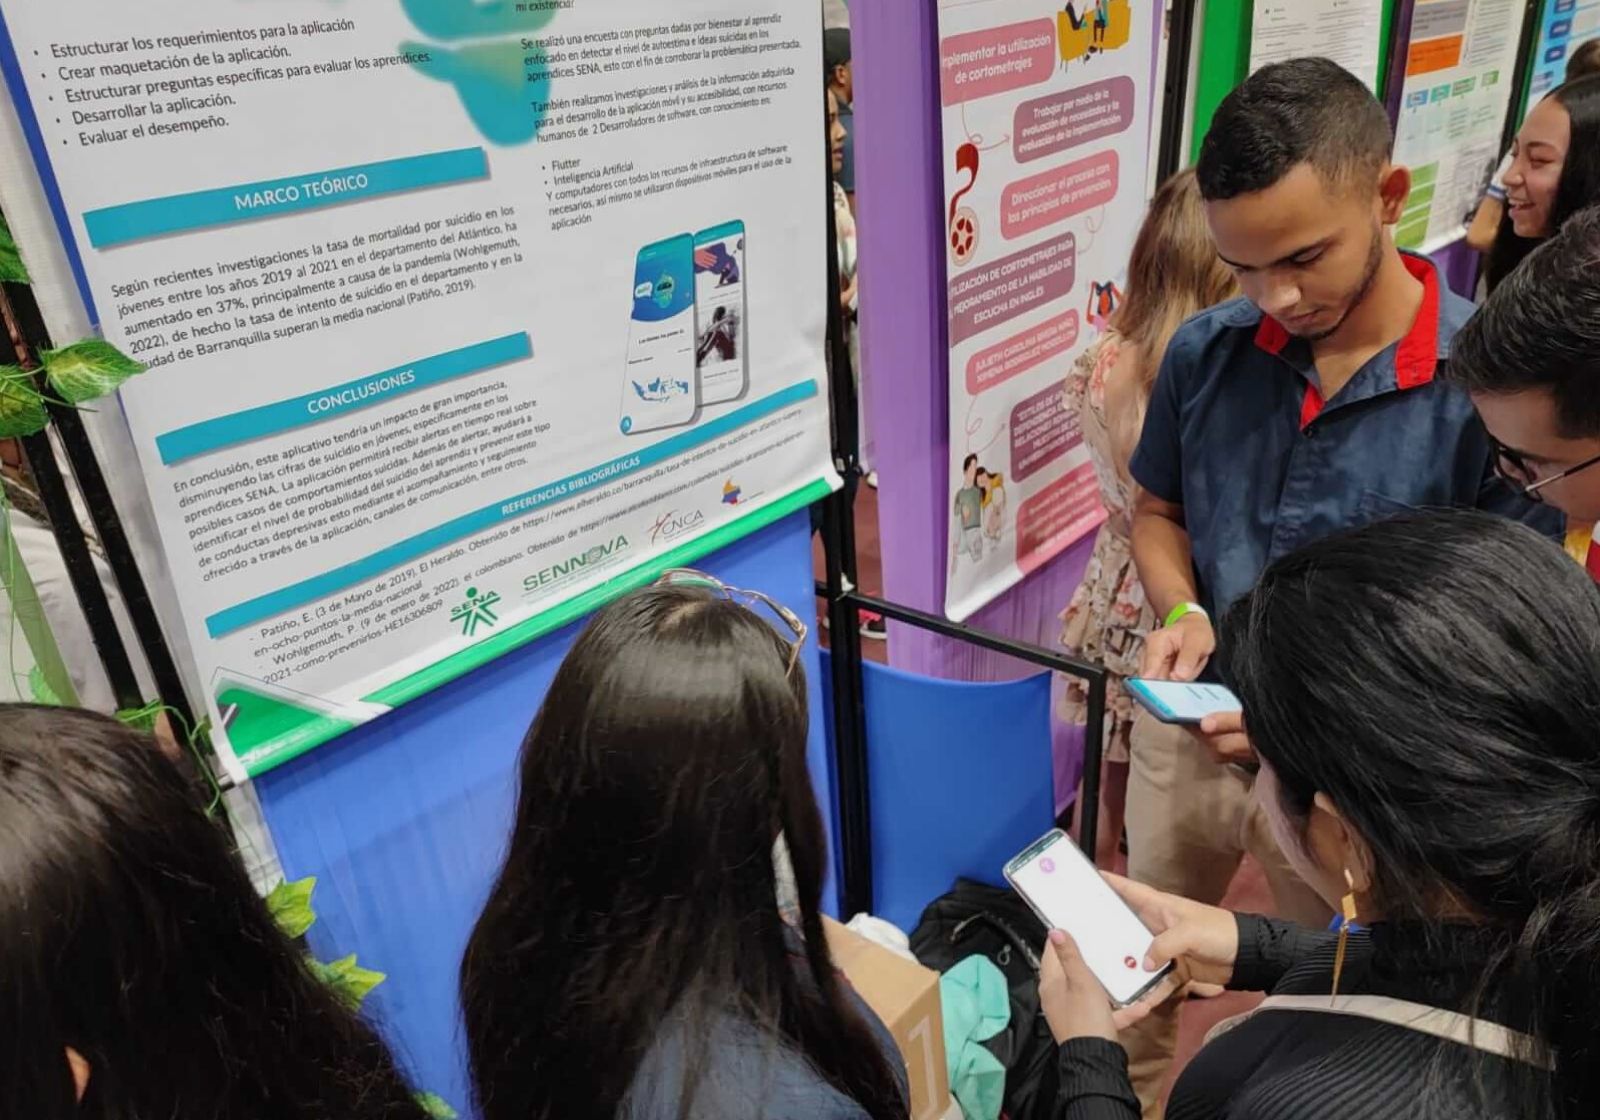 mi existencia?
• Estructurar los requerimientos para la aplicación
• Crear maquetación de la aplicación.
• Estructurar preguntas específicas para evaluar los aprendices.
• Desarrollar la aplicación.
• Evaluar el desempeño.
MARCO TEÓRICO
Según recientes investigaciones la tasa de mortalidad por suicidio en los
jóvenes entre los años 2019 al 2021 en el departamento del Atlántico, ha
aumentado en 37%, principalmente a causa de la pandemia (Wohlgemuth,
2022), de hecho la tasa de intento de suicidio en el departamento y en la
iudad de Barranquilla superan la media nacional (Patiño, 2019).
CONCLUSIONES
En conclusión, este aplicativo tendría un impacto de gran importancia,
disminuyendo las cifras de suicidio en jóvenes, específicamente en los
aprendices SENA. La aplicación permitirá recibir alertas en tiempo real sobre
posibles casos de comportamientos suicidas. Además de alertar, ayudará a
identificar el nivel de probabilidad del suicidio del aprendiz y prevenir este tipo
de conductas depresivas esto mediante el acompañamiento y seguimiento
ofrecido a través de la aplicación, canales de comunicación, entre otros.
Se realizó una encuesta con preguntas dadas por bienestar al aprendiz
enfocado en detectar el nivel de autoestima e ideas suicidas en los
aprendices SENA, esto con el fin de corroborar la problemática presentada.
También realizamos investigaciones y análisis de la información adquirida
para el desarrollo de la aplicación móvil y su accesibilidad, con recursos
humanos de 2 Desarrolladores de software, con conocimiento en:
• Flutter
• Inteligencia Artificial
Y computadores con todos los recursos de infraestructura de software
necesarios, así mismo se utilizaron dispositivos móviles para el uso de la
aplicación
REFERENCIAS BIBLIOGRÁFICAS
- Patiño, E. (3 de Mayo de 2019). El Heraldo. Obtenido de https://www.elheraldo.co/barranquilla/tasa-de-intentos-de-suicidio-en-atlantico-supera-
en-ocho-puntos-la-media-nacional
- Wohlgemuth, P. (9 de enero de 2022). el colombiano. Obtenido de
2021-como-prevenirlos-HE16306809
SENA
SENNOVA
CNCA
mplementar la utilización
de cortometrajes
Trabajar por medio de la
evaluación de necesidades y la
evaluación de la implementación
Direccionar el proceso con
los principios de prevención
ILIZACIÓN DE CORTOMETRAJES PARA
MEJORAMIENTO DE LA HABILIDAD DE
ESCUCHA EN INGLÉS